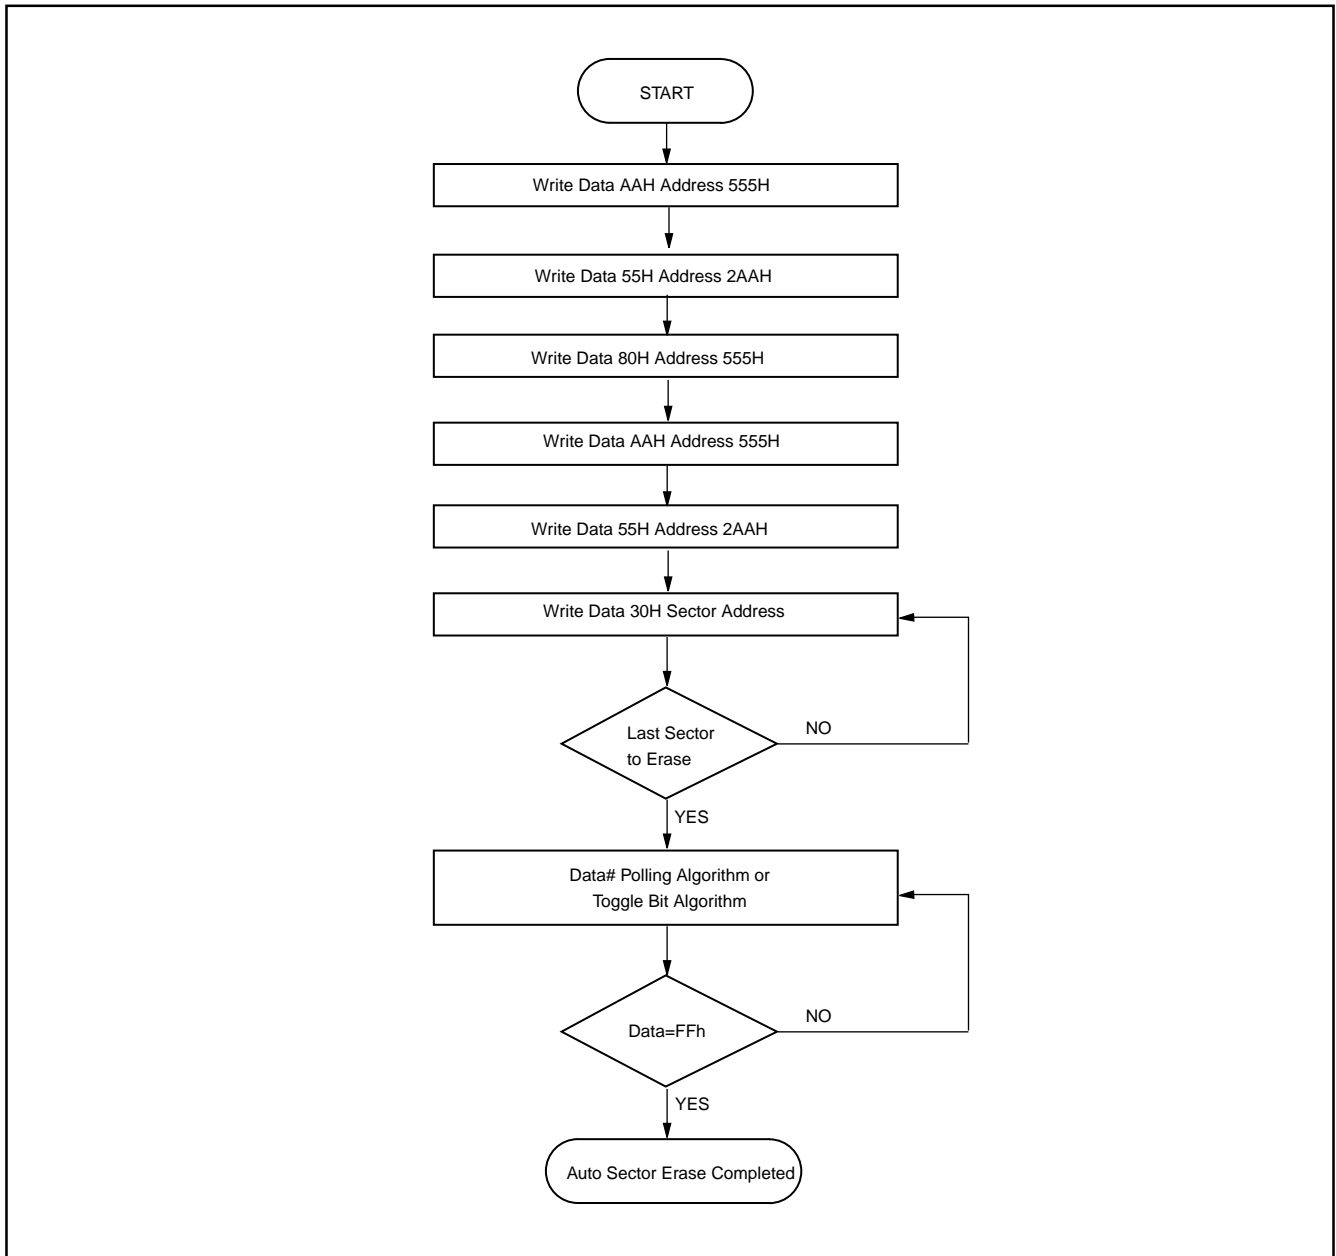 START
Write Data AAH Address 555H
Write Data 55H Address 2AAH
Write Data 80H Address 555H
Write Data AAH Address 555H
Write Data 55H Address 2AAH
Write Data 30H Sector Address
Last Sector
to Erase
NO
YES
Data# Polling Algorithm or
Toggle Bit Algorithm
Data=FFh
NO
YES
Auto Sector Erase Completed